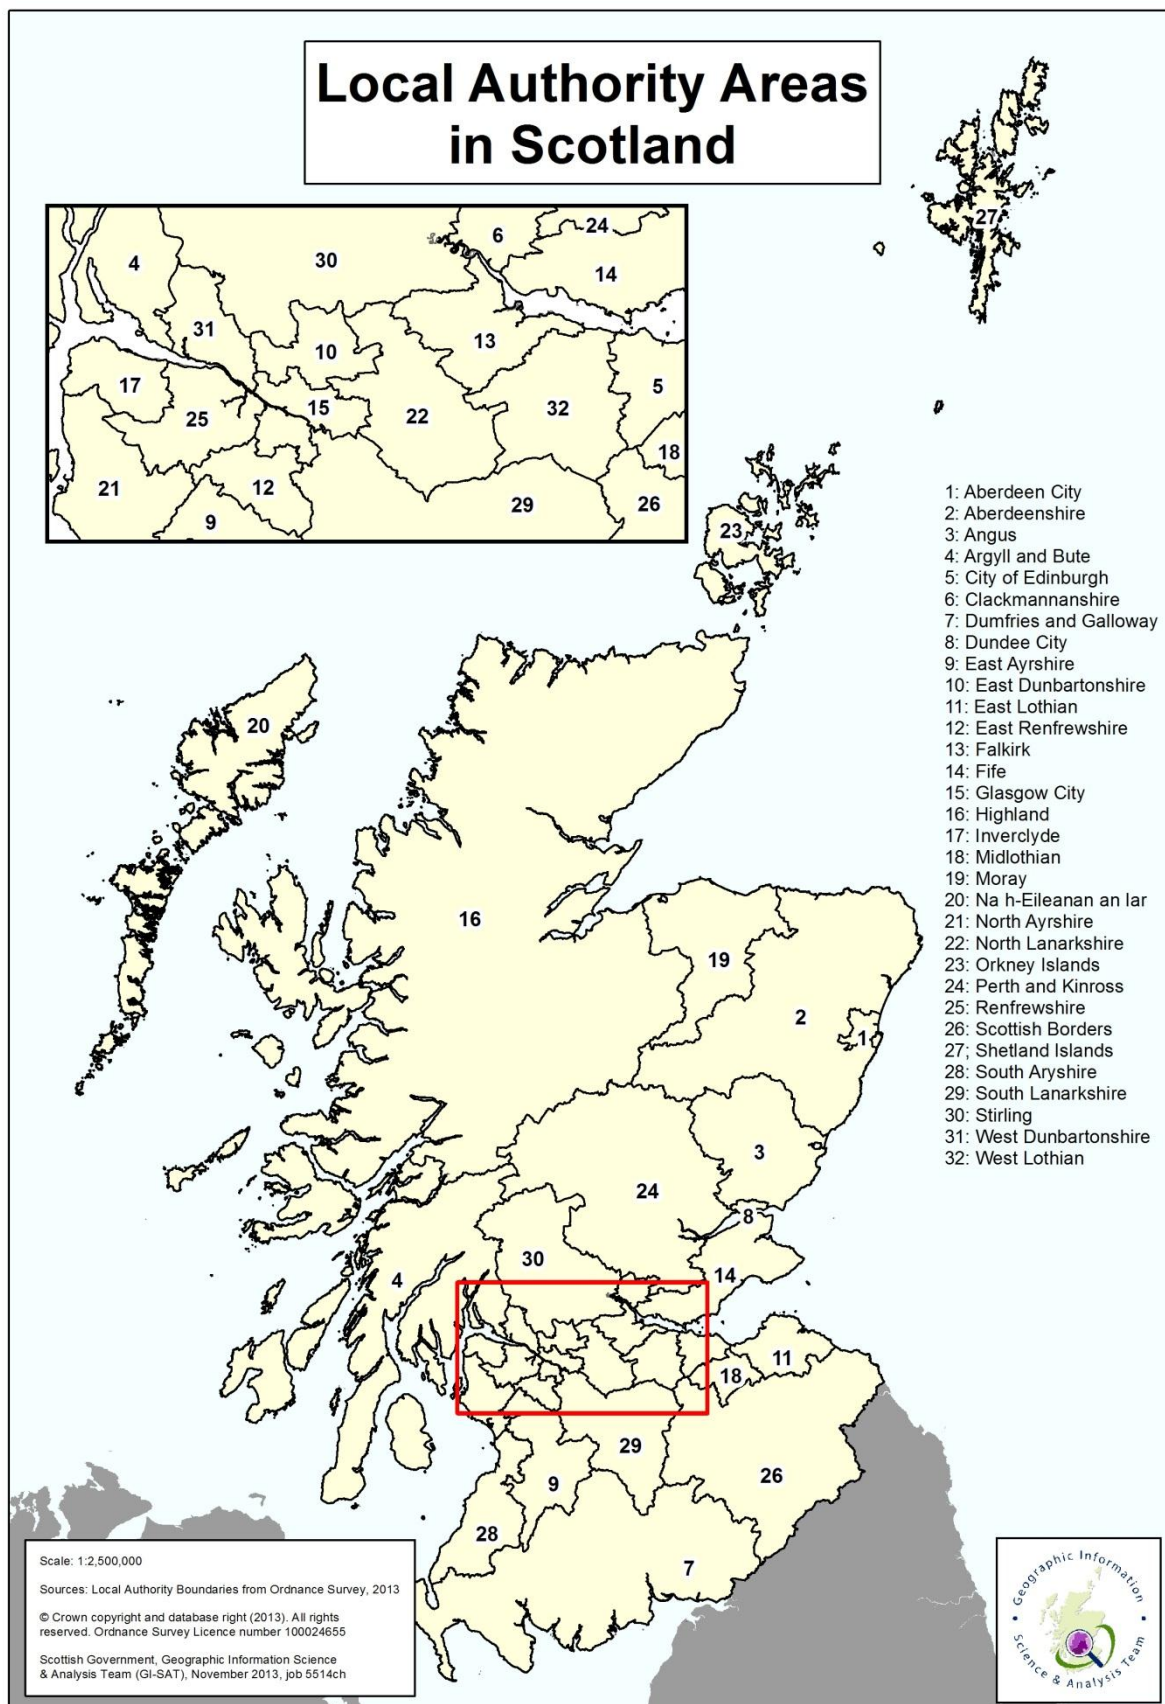 Local Authority Areas
in Scotland
27
6
24
4
30
14
31
13
10
17
5
15
32
25
22
18
21
12
29
26
9
23
1: Aberdeen City
2: Aberdeenshire
3: Angus
4: Argyll and Bute
5: City of Edinburgh
6: Clackmannanshire
7: Dumfries and Galloway
8: Dundee City
9: East Ayrshire
10: East Dunbartonshire
11: East Lothian
12: East Renfrewshire
13: Falkirk
14: Fife
15: Glasgow City
16: Highland
17: Inverclyde
18: Midlothian
19: Moray
20: Na h-Eileanan an Iar
21: North Ayrshire
22: North Lanarkshire
23: Orkney Islands
24: Perth and Kinross
25: Renfrewshire
26: Scottish Borders
27; Shetland Islands
28: South Aryshire
29: South Lanarkshire
30: Stirling
31: West Dunbartonshire
32: West Lothian
20
16
19
2
1
3
24
8
30
14
4
11
18
29
26
9
28
7
Scale: 1:2,500,000
Sources: Local Authority Boundaries from Ordnance Survey, 2013
© Crown copyright and database right (2013). All rights
reserved. Ordnance Survey Licence number 100024655
Scottish Government, Geographic Information Science
& Analysis Team (GI-SAT), November 2013, job 5514ch
Geographic Information
Science & Analysis Team